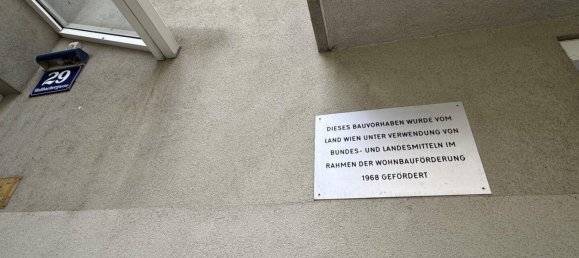 29
Maßbachergasse
DIESES BAUVORHABEN WURDE VOM
LAND WIEN UNTER VERWENDUNG VON
BUNDES- UND LANDESMITTELN IM
RAHMEN DER WOHNBAUFÖRDERUNG
1968 GEFÖRDERT